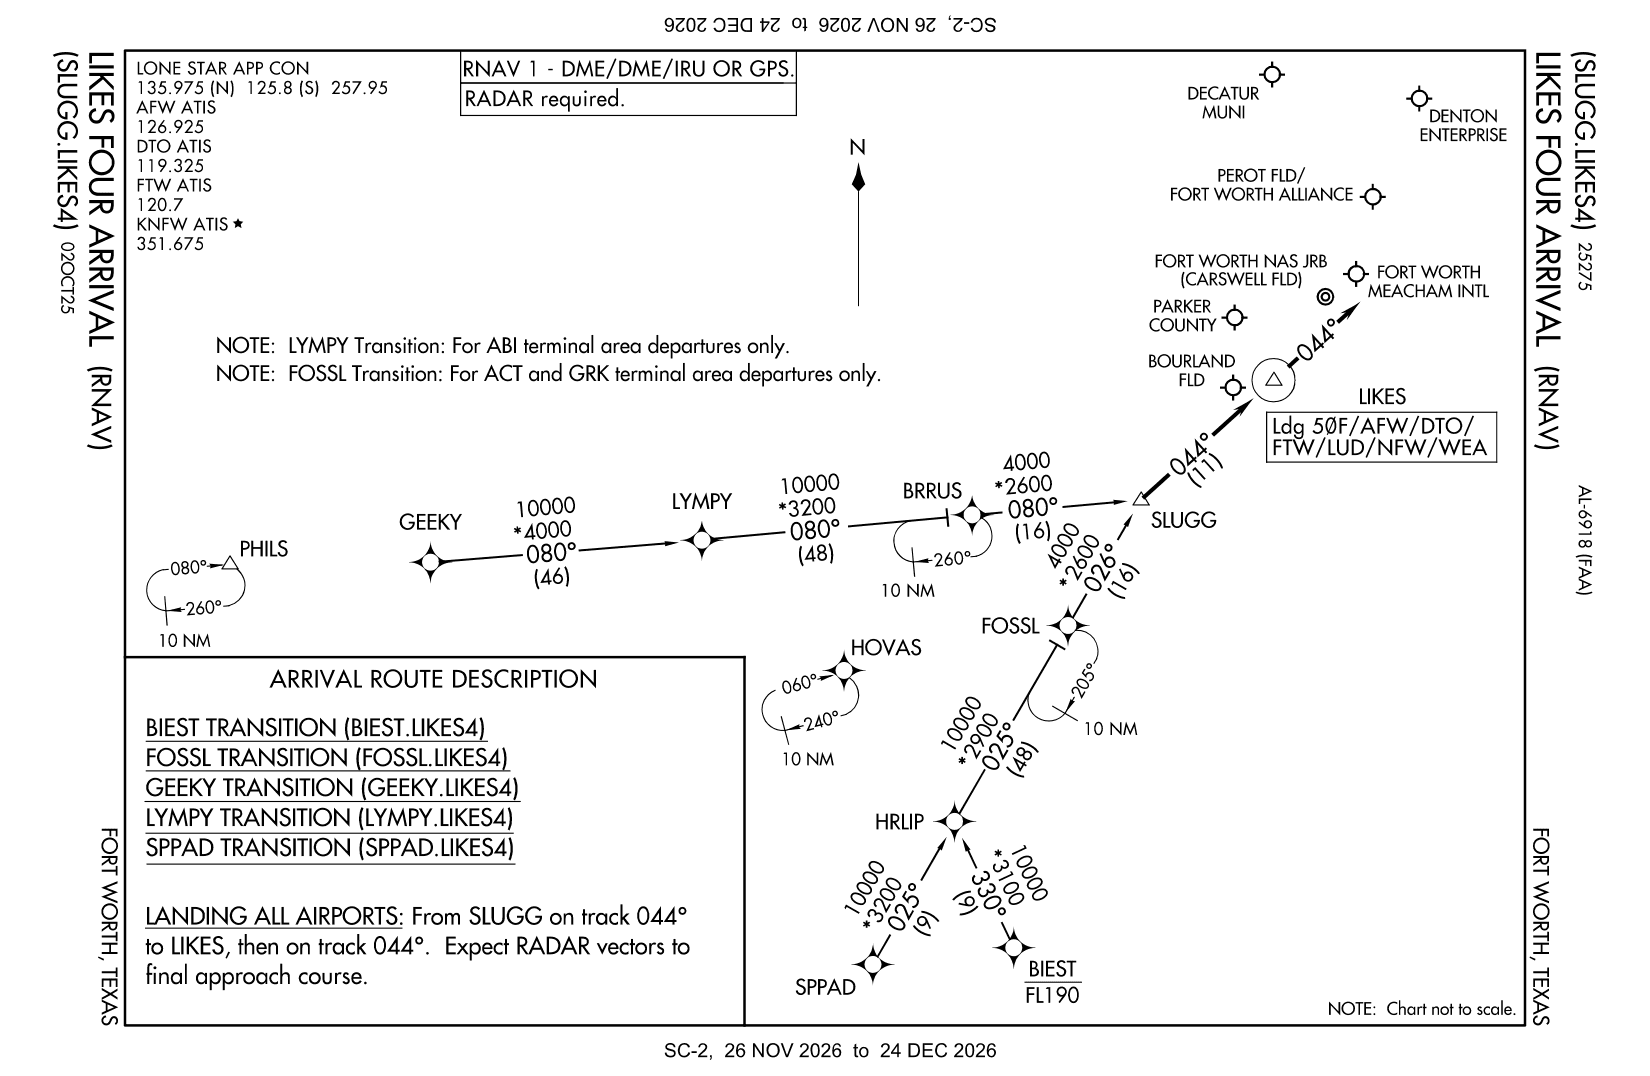 SC-2, 26 NOV 2026 to 24 DEC 2026
LIKES FOUR ARRIVAL (RNAV)
(SLUGG.LIKES4) 02OCT25
FORT WORTH, TEXAS
LONE STAR APP CON
135.975 (N) 125.8 (S) 257.95
AFW ATIS
126.925
DTO ATIS
119.325
FTW ATIS
120.7
KNFW ATIS ★
351.675
RNAV 1 - DME/DME/IRU OR GPS.
RADAR required.
N
DECATUR
MUNI
DENTON
ENTERPRISE
PEROT FLD/
FORT WORTH ALLIANCE
FORT WORTH NAS JRB
(CARSWELL FLD)
FORT WORTH
MEACHAM INTL
PARKER
COUNTY
BOURLAND
FLD
044°
LIKES
Ldg 5ØF/AFW/DTO/
FTW/LUD/NFW/WEA
NOTE: LYMPY Transition: For ABI terminal area departures only.
NOTE: FOSSL Transition: For ACT and GRK terminal area departures only.
044°
(11)
SLUGG
PHILS
080°
260°
10 NM
GEEKY
10000
*4000
080°
(46)
LYMPY
10000
*3200
080°
(48)
BRRUS
260°
10 NM
4000
*2600
080°
(16)
4000
*2600
026°
(16)
FOSSL
205°
10 NM
HOVAS
060°
240°
10 NM
10000
*2900
025°
(48)
HRLIP
10000
*3200
025°
(9)
SPPAD
10000
*3100
330°
(9)
BIEST
FL190
ARRIVAL ROUTE DESCRIPTION
BIEST TRANSITION (BIEST.LIKES4)
FOSSL TRANSITION (FOSSL.LIKES4)
GEEKY TRANSITION (GEEKY.LIKES4)
LYMPY TRANSITION (LYMPY.LIKES4)
SPPAD TRANSITION (SPPAD.LIKES4)
LANDING ALL AIRPORTS: From SLUGG on track 044°
to LIKES, then on track 044°. Expect RADAR vectors to
final approach course.
NOTE: Chart not to scale.
(SLUGG.LIKES4) 25275
LIKES FOUR ARRIVAL (RNAV)
AL-6918 (FAA)
FORT WORTH, TEXAS
SC-2, 26 NOV 2026 to 24 DEC 2026